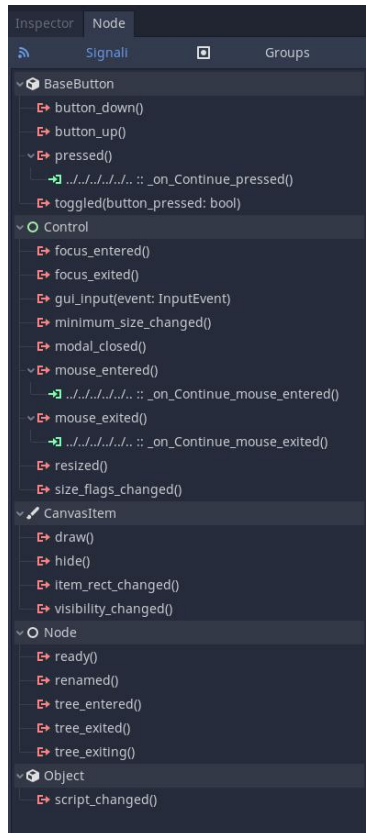 Inspector Node
Signali Groups
BaseButton
button_down()
button_up()
pressed()
../../../../../.. :: _on_Continue_pressed()
toggled(button_pressed: bool)
Control
focus_entered()
focus_exited()
gui_input(event: InputEvent)
minimum_size_changed()
modal_closed()
mouse_entered()
../../../../../.. :: _on_Continue_mouse_entered()
mouse_exited()
../../../../../.. :: _on_Continue_mouse_exited()
resized()
size_flags_changed()
CanvasItem
draw()
hide()
item_rect_changed()
visibility_changed()
Node
ready()
renamed()
tree_entered()
tree_exited()
tree_exiting()
Object
script_changed()